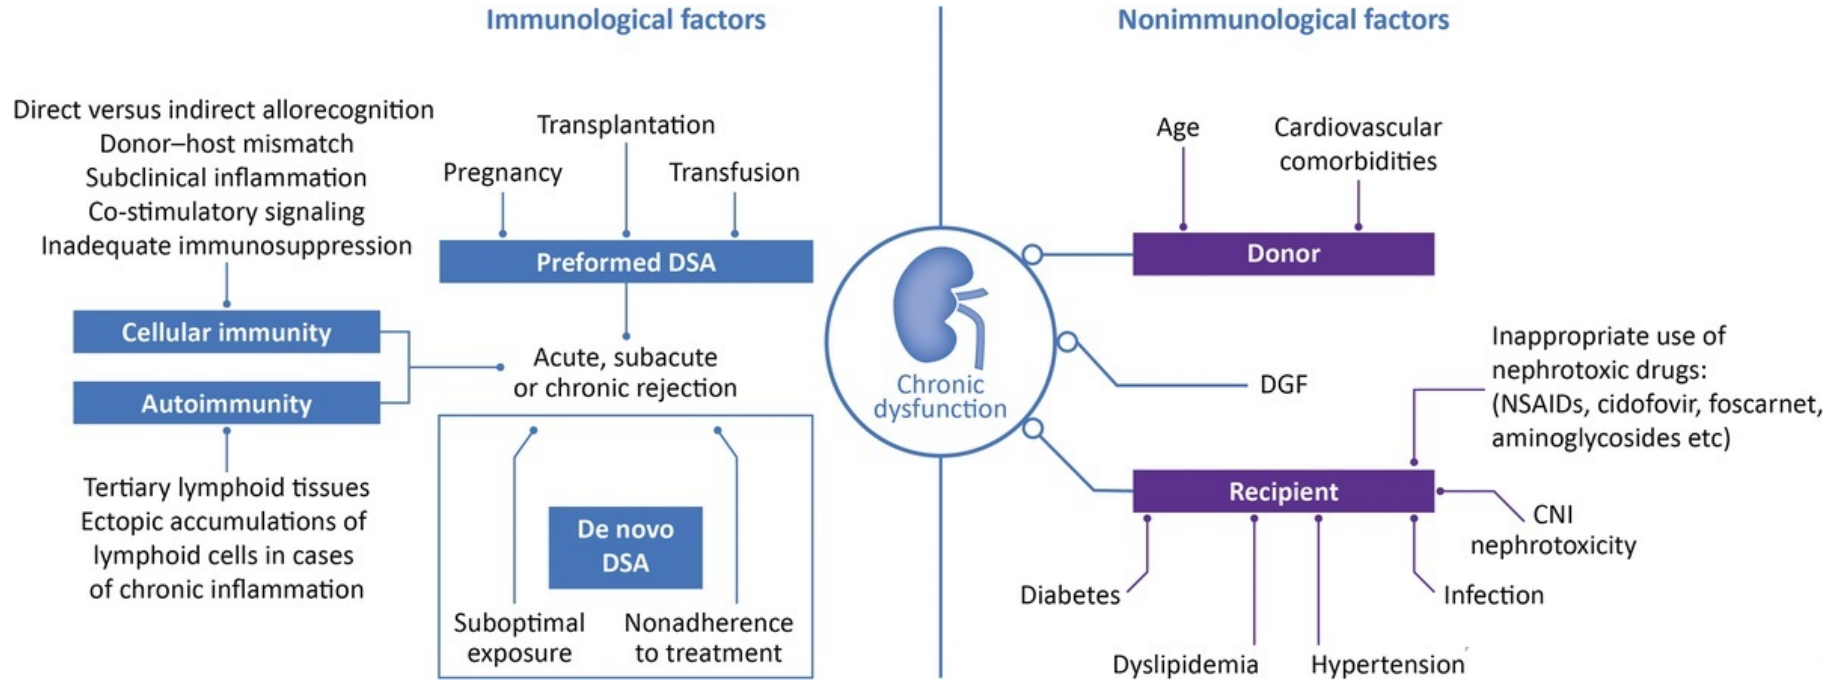 Immunological factors
Nonimmunological factors
Direct versus indirect allorecognition
Donor–host mismatch
Subclinical inflammation
Co-stimulatory signaling
Inadequate immunosuppression
Transplantation
Pregnancy
Transfusion
Preformed DSA
Cellular immunity
Autoimmunity
Acute, subacute
or chronic rejection
Tertiary lymphoid tissues
Ectopic accumulations of
lymphoid cells in cases
of chronic inflammation
De novo
DSA
Suboptimal
exposure
Nonadherence
to treatment
Chronic
dysfunction
Age
Cardiovascular
comorbidities
Donor
DGF
Inappropriate use of
nephrotoxic drugs:
(NSAIDs, cidofovir, foscarnet,
aminoglycosides etc)
Recipient
CNI
nephrotoxicity
Diabetes
Infection
Dyslipidemia
Hypertension